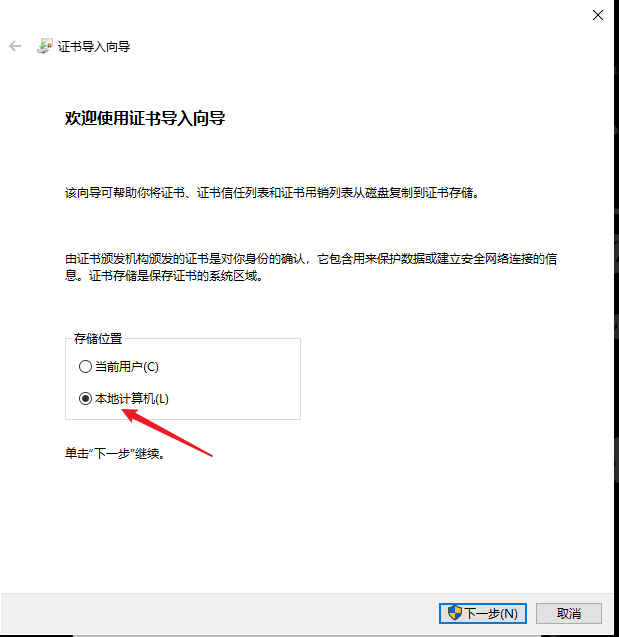 证书导入向导
欢迎使用证书导入向导
该向导可帮助你将证书、证书信任列表和证书吊销列表从磁盘复制到证书存储。
由证书颁发机构颁发的证书是对你身份的确认，它包含用来保护数据或建立安全网络连接的信
息。证书存储是保存证书的系统区域。
存储位置
当前用户(C)
本地计算机(L)
单击"下一步"继续。
下一步(N)
取消